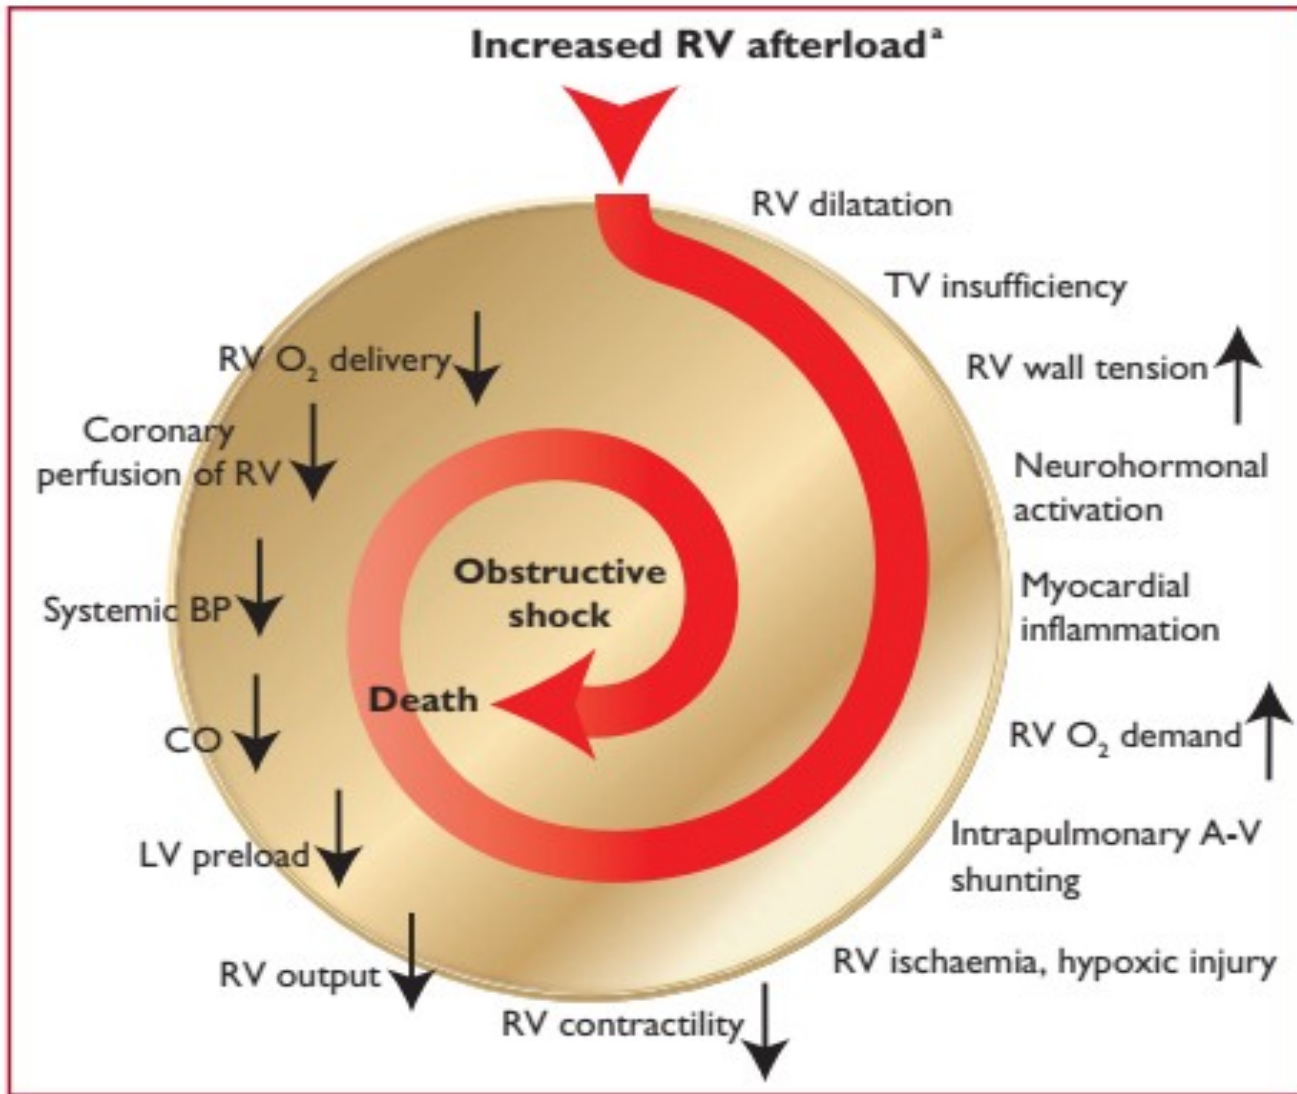 Increased RV afterloadᵃ
RV dilatation
TV insufficiency
RV wall tension
Neurohormonal
activation
Myocardial
inflammation
RV O₂ demand
Intrapulmonary A-V
shunting
RV ischaemia, hypoxic injury
RV contractility
RV output
LV preload
CO
Systemic BP
Coronary
perfusion of RV
RV O₂ delivery
Obstructive
shock
Death